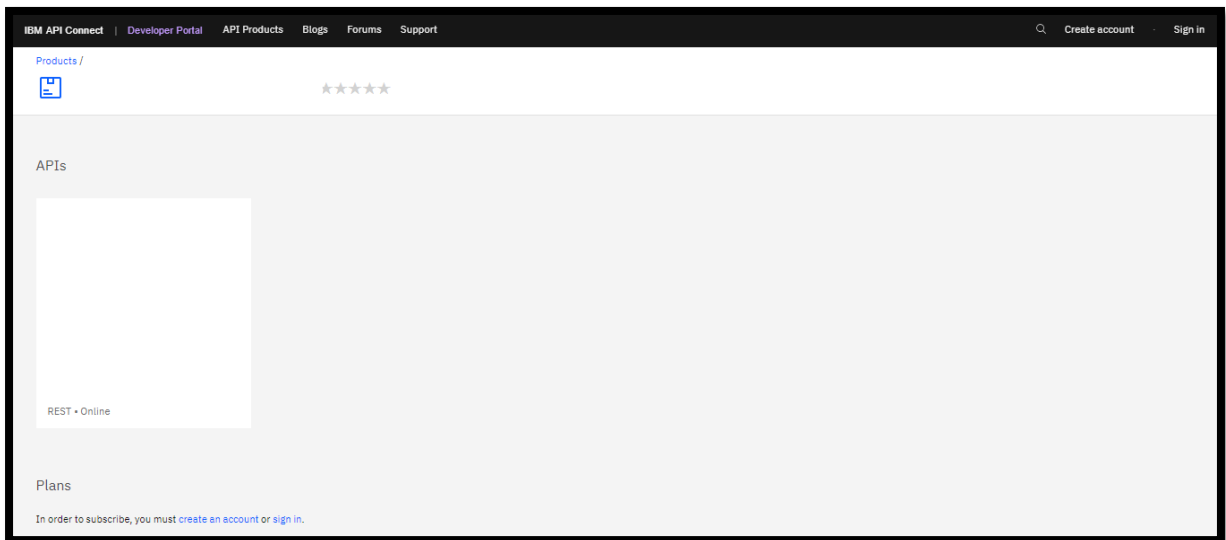 IBM API Connect | Developer Portal API Products Blogs Forums Support Create account Sign in
Products /
APIs
REST • Online
Plans
In order to subscribe, you must create an account or sign in.